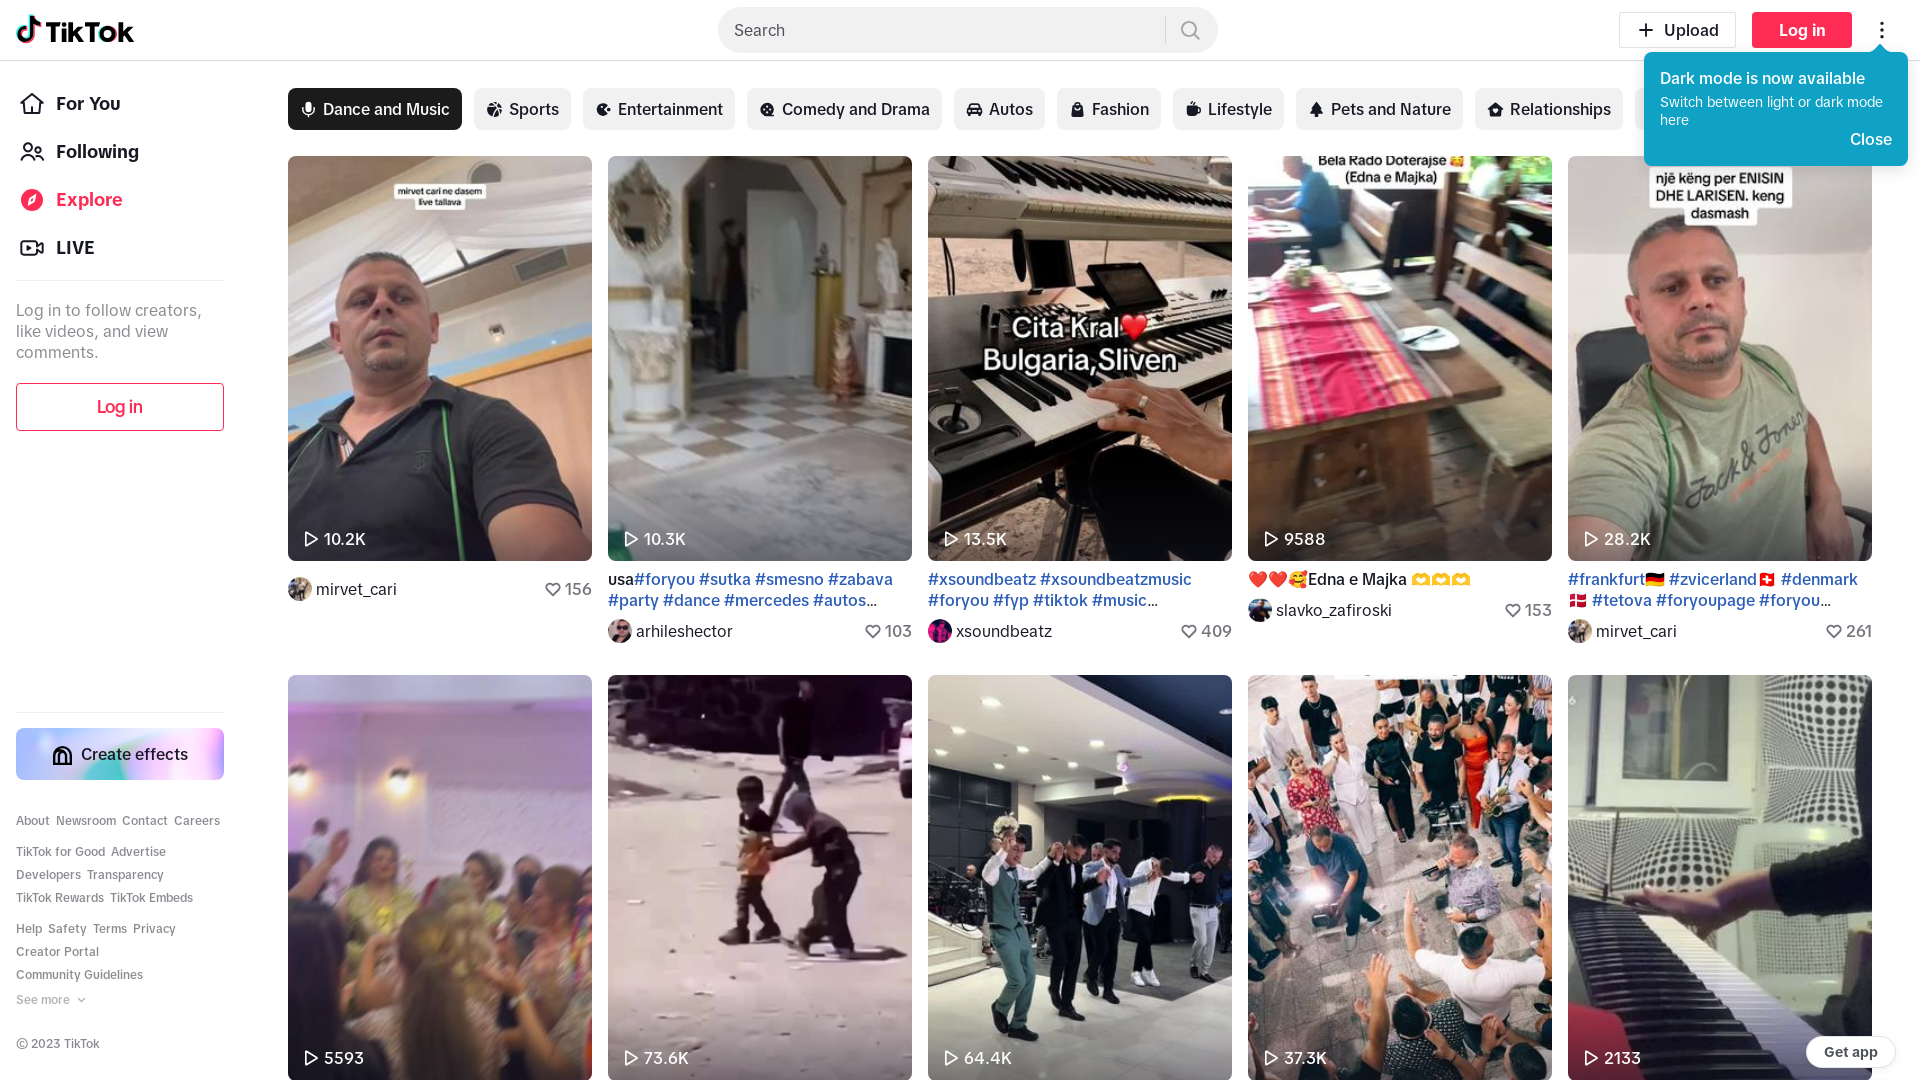 TikTok
Search
Upload
Log in
Dark mode is now available
Switch between light or dark mode
here
Close
For You
Following
Explore
LIVE
Log in to follow creators,
like videos, and view
comments.
Log in
Create effects
About Newsroom Contact Careers
TikTok for Good Advertise
Developers Transparency
TikTok Rewards TikTok Embeds
Help Safety Terms Privacy
Creator Portal
Community Guidelines
See more
© 2023 TikTok
Dance and Music
Sports
Entertainment
Comedy and Drama
Autos
Fashion
Lifestyle
Pets and Nature
Relationships
mirvet cari ne dasem
live tallava
10.2K
mirvet_cari
156
10.3K
usa#foryou #sutka #smesno #zabava
#party #dance #mercedes #autos...
arhileshector
103
Cita Kral❤️
Bulgaria,Sliven
13.5K
#xsoundbeatz #xsoundbeatzmusic
#foryou #fyp #tiktok #music...
xsoundbeatz
409
Bela Rado Doterajse 🥰
(Edna e Majka)
9588
❤️❤️🥰Edna e Majka 🫶🫶🫶
slavko_zafiroski
153
një këng per ENISIN
DHE LARISEN. keng
dasmash
Jack & Jones
28.2K
#frankfurt🇩🇪 #zvicerland🇨🇭 #denmark
🇩🇰 #tetova #foryoupage #foryou...
mirvet_cari
261
5593
73.6K
64.4K
37.3K
2133
Get app